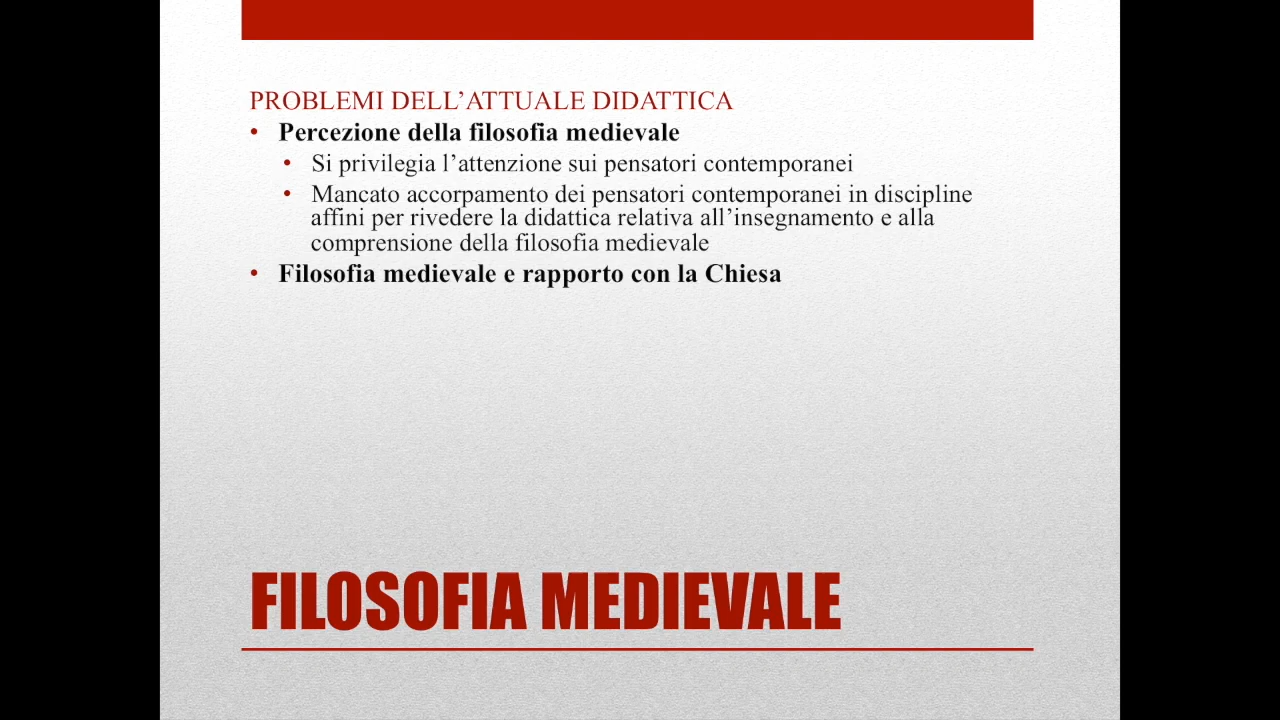 PROBLEMI DELL’ATTUALE DIDATTICA
• Percezione della filosofia medievale
• Si privilegia l’attenzione sui pensatori contemporanei
• Mancato accorpamento dei pensatori contemporanei in discipline
affini per rivedere la didattica relativa all’insegnamento e alla
comprensione della filosofia medievale
• Filosofia medievale e rapporto con la Chiesa
FILOSOFIA MEDIEVALE